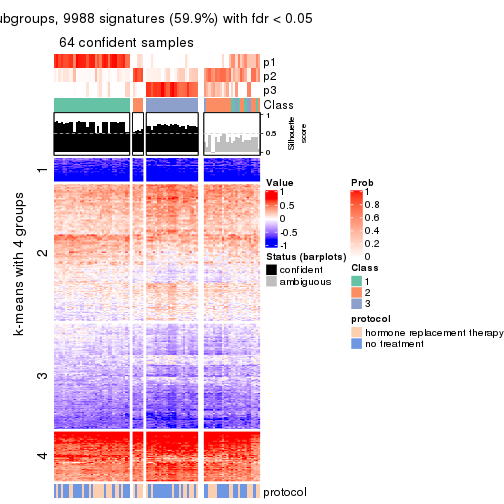 ubgroups, 9988 signatures (59.9%) with fdr < 0.05
64 confident samples
p1
p2
p3
Class
1
0.5
0
Silhouette
score
k-means with 4 groups
1
2
3
4
protocol
Value
1
0.5
0
-0.5
-1
Status (barplots)
confident
ambiguous
Prob
1
0.8
0.6
0.4
0.2
0
Class
1
2
3
protocol
hormone replacement therapy
no treatment